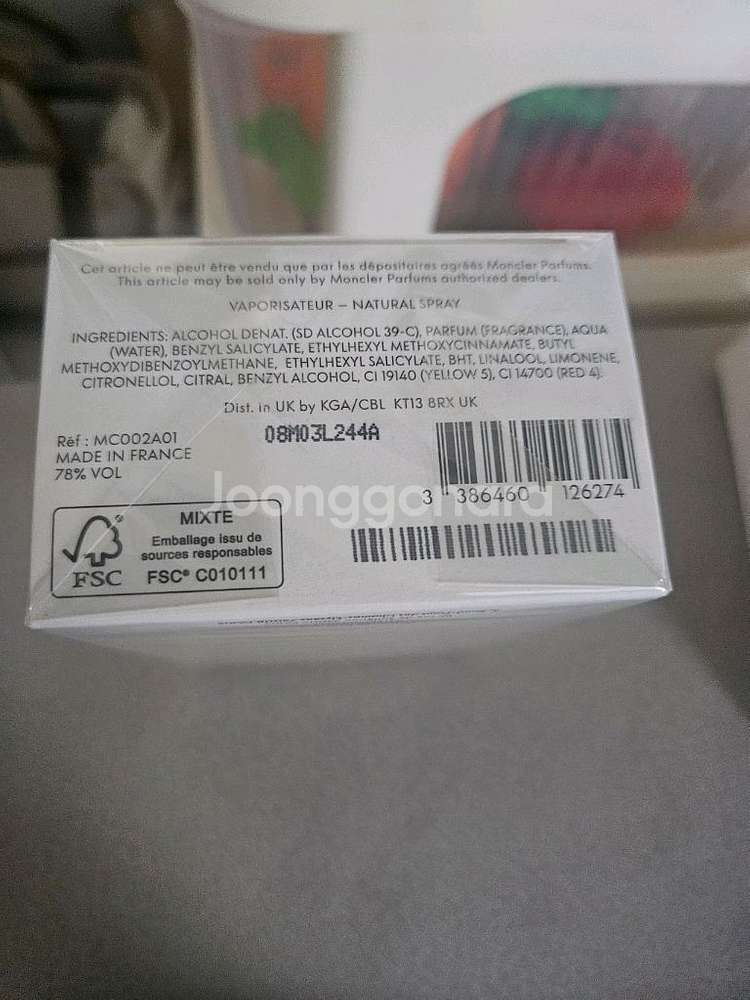 Cet article ne peut être vendu que par les dépositaires agréés Moncler Parfums.
This article may be sold only by Moncler Parfums authorized dealers.
VAPORISATEUR – NATURAL SPRAY
INGREDIENTS: ALCOHOL DENAT. (SD ALCOHOL 39-C), PARFUM (FRAGRANCE), AQUA
(WATER), BENZYL SALICYLATE, ETHYLHEXYL METHOXYCINNAMATE, BUTYL
METHOXYDIBENZOYLMETHANE, ETHYLHEXYL SALICYLATE, BHT, LINALOOL, LIMONENE,
CITRONELLOL, CITRAL, BENZYL ALCOHOL, CI 19140 (YELLOW 5), CI 14700 (RED 4).
Dist. in UK by KGA/CBL KT13 8RX UK
Réf : MC002A01
MADE IN FRANCE
78% VOL
08M03L244A
3 386460 126274
Joonggonara
FSC
MIXTE
Emballage issu de
sources responsables
FSC® C010111